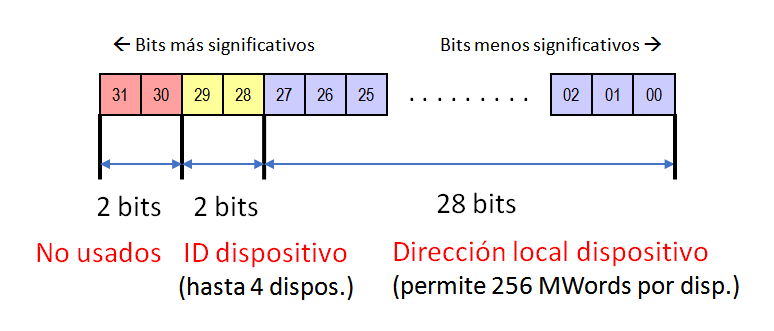 ← Bits más significativos
Bits menos significativos →
31 30 29 28 27 26 25 . . . . . . . . . 02 01 00
2 bits 2 bits 28 bits
No usados ID dispositivo Dirección local dispositivo
(hasta 4 dispos.) (permite 256 MWords por disp.)